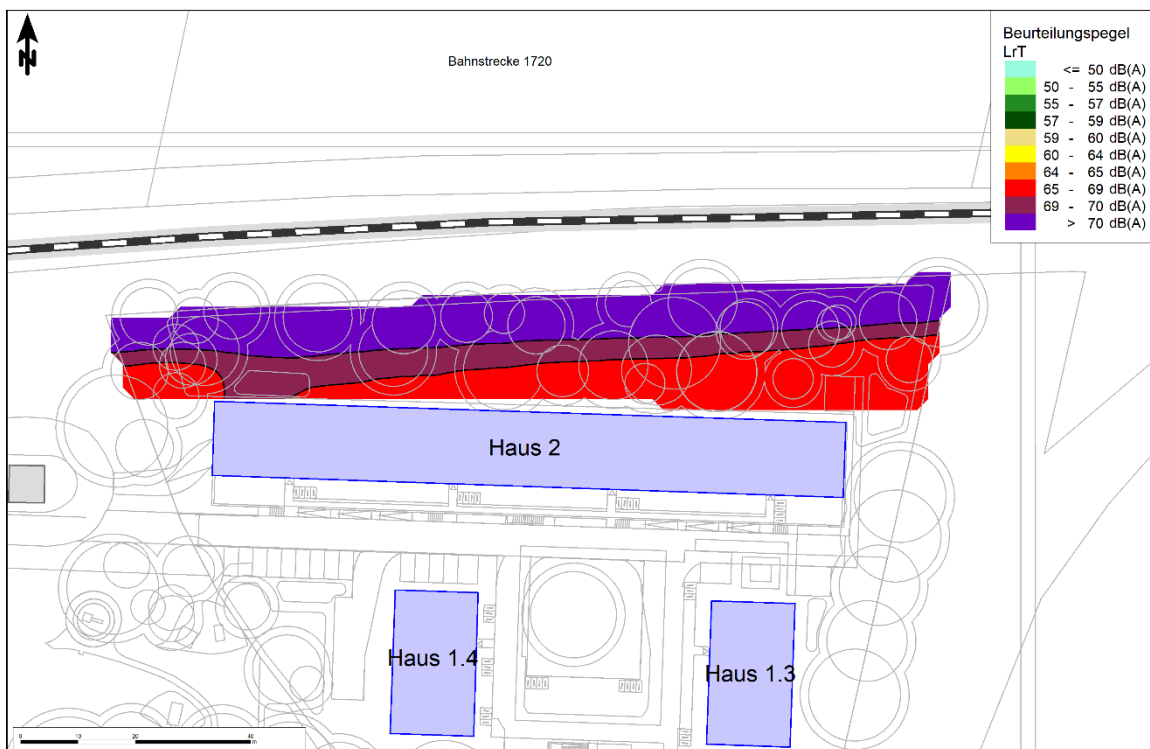 N
Bahnstrecke 1720
Beurteilungspegel
LrT
<= 50 dB(A)
50 - 55 dB(A)
55 - 57 dB(A)
57 - 59 dB(A)
59 - 60 dB(A)
60 - 64 dB(A)
64 - 65 dB(A)
65 - 69 dB(A)
69 - 70 dB(A)
> 70 dB(A)
Haus 2
Haus 1.4
Haus 1.3
0 10 20 40
m